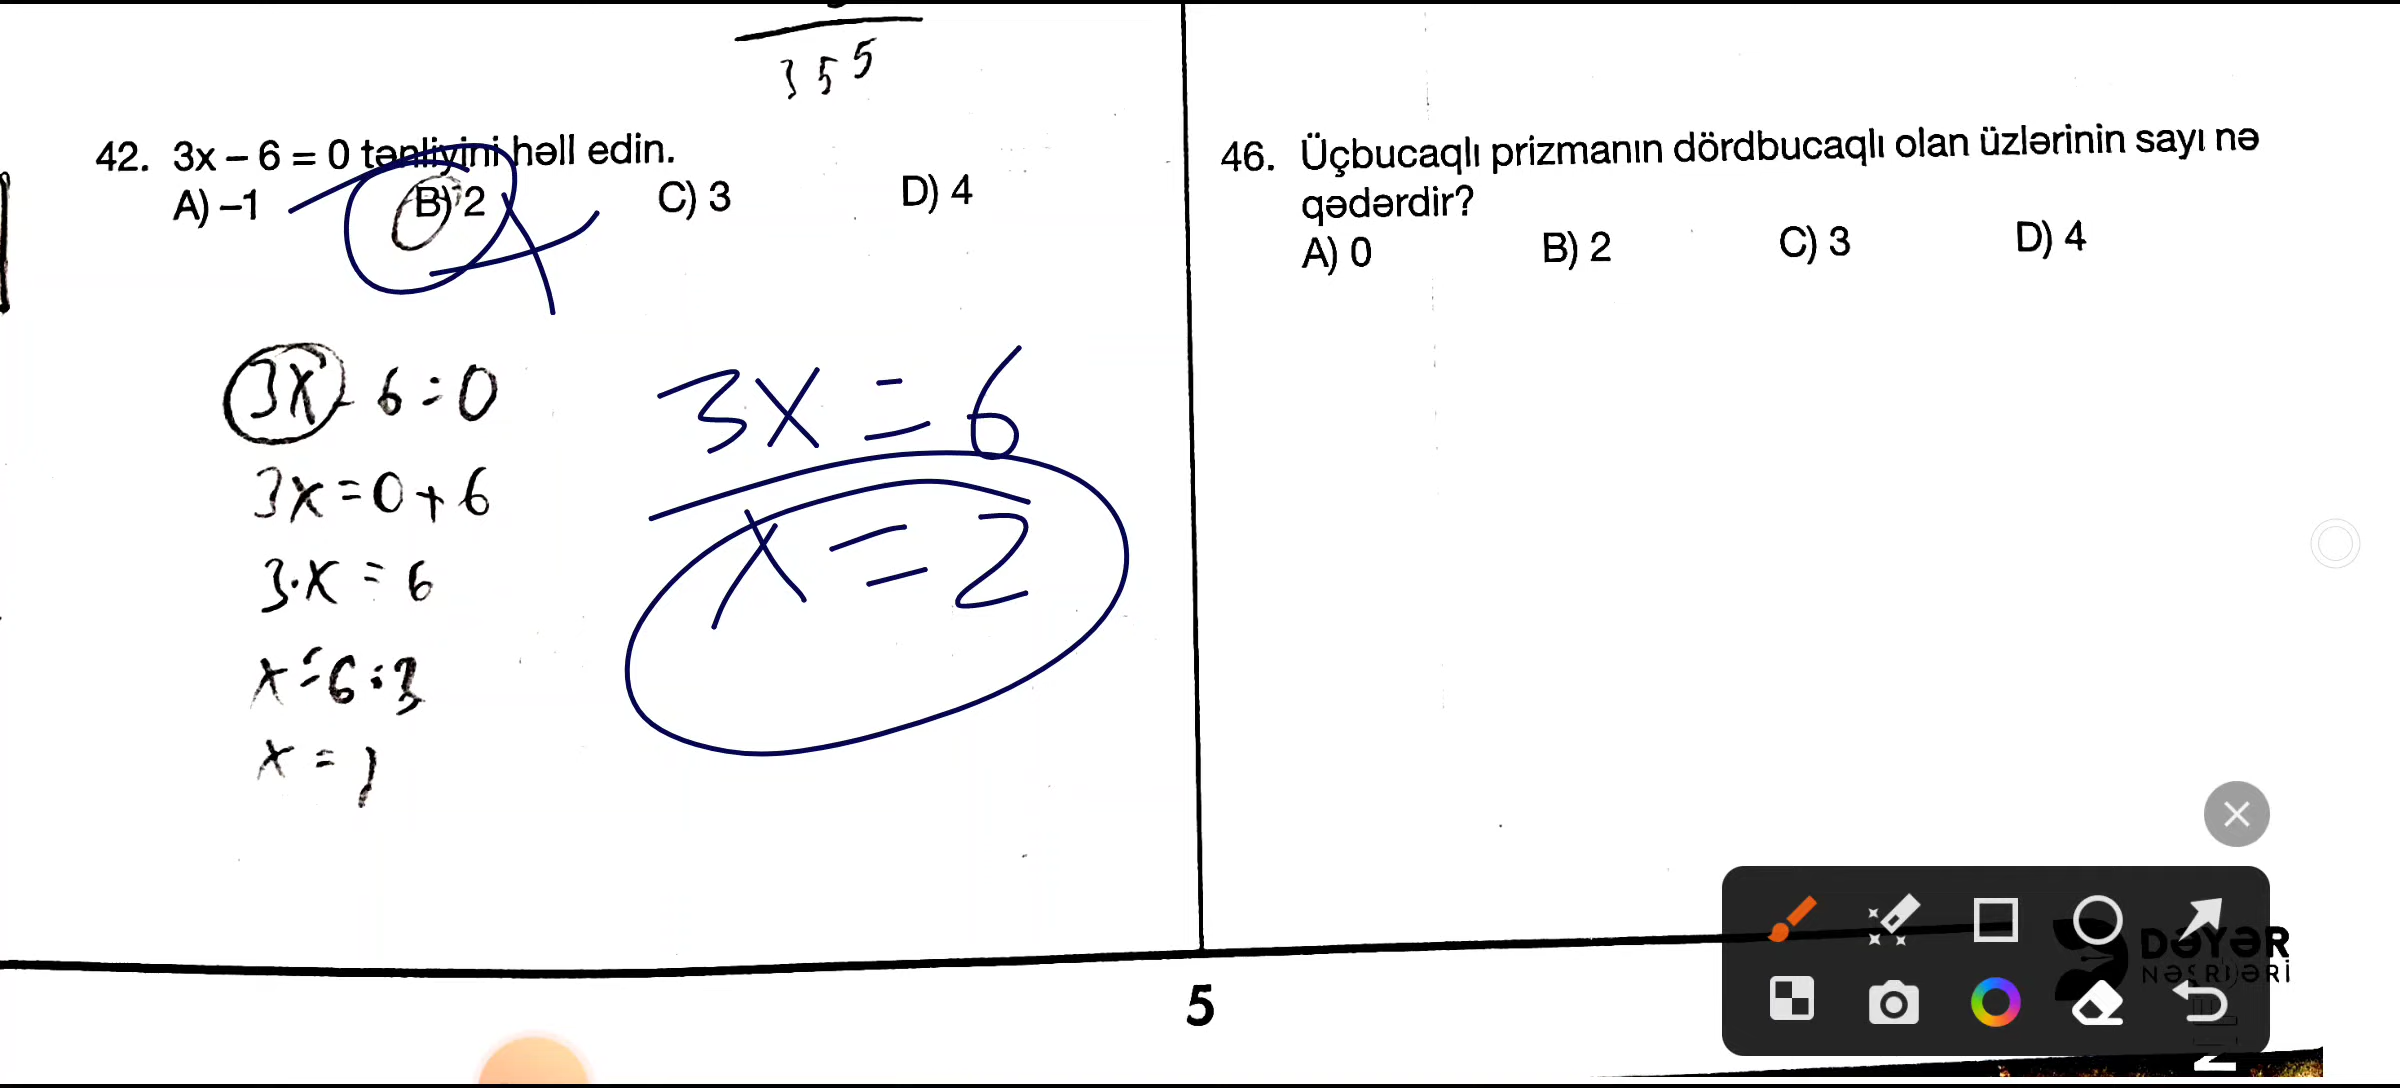 355
42. 3x – 6 = 0 tənliyini həll edin.
A) –1 B) 2 C) 3 D) 4
3x - 6 = 0
3x = 0 + 6
3·x = 6
x = 6 : 3
x = 1
3x = 6
x = 2
46. Üçbucaqlı prizmanın dördbucaqlı olan üzlərinin sayı nə
qədərdir?
A) 0 B) 2 C) 3 D) 4
5
DƏYƏR
NƏŞRLƏRİ